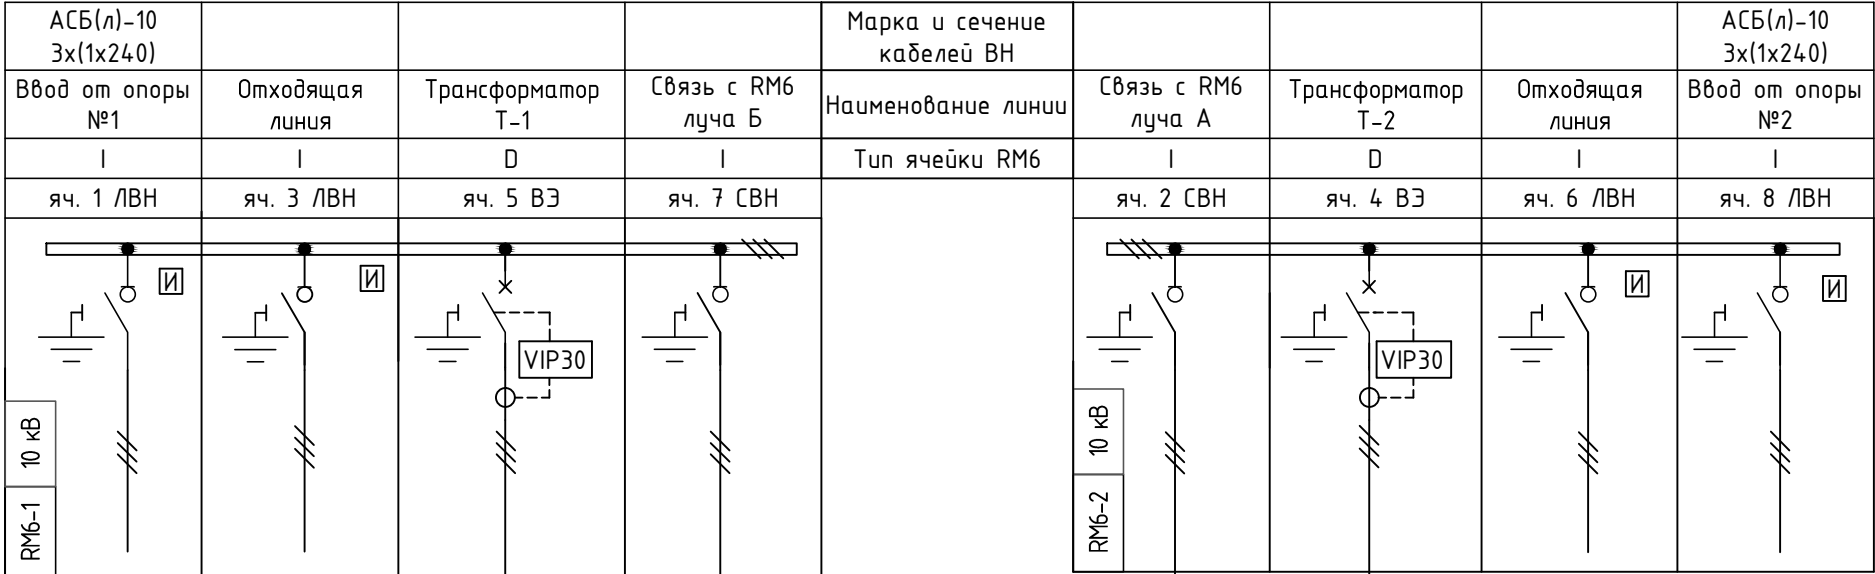 АСБ(л)-10
3х(1х240)
Марка и сечение
кабелей ВН
АСБ(л)-10
3х(1х240)
Ввод от опоры
№1
Отходящая
линия
Трансформатор
Т-1
Связь с RM6
луча Б
Наименование линии
Связь с RM6
луча А
Трансформатор
Т-2
Отходящая
линия
Ввод от опоры
№2
I
I
D
I
Тип ячейки RM6
I
D
I
I
яч. 1 ЛВН
яч. 3 ЛВН
яч. 5 ВЭ
яч. 7 СВН
яч. 2 СВН
яч. 4 ВЭ
яч. 6 ЛВН
яч. 8 ЛВН
И
И
И
И
VIP30
VIP30
10 кВ
RM6-1
10 кВ
RM6-2